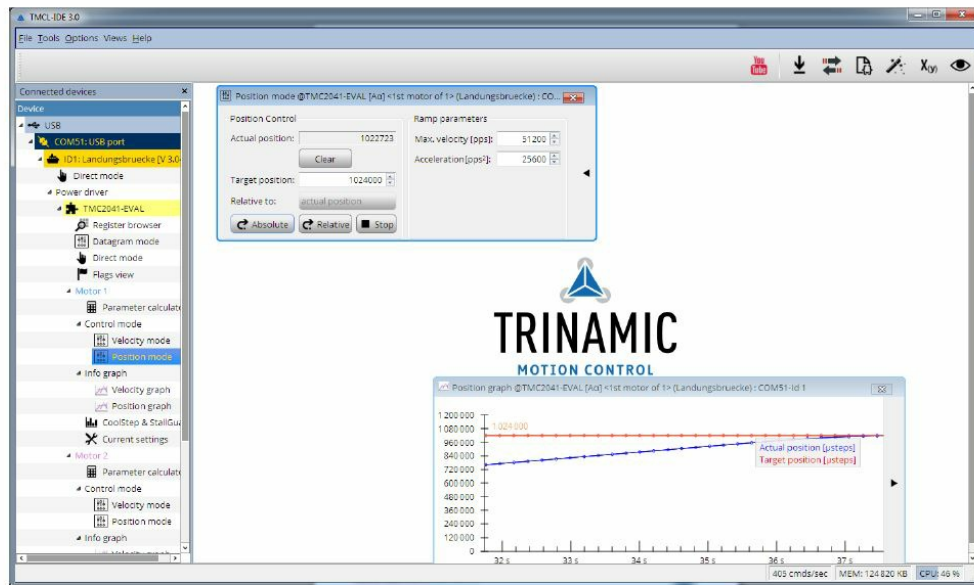 TMCL-IDE 3.0
File Tools Options Views Help
You Tube
X(y)
Connected devices
Device
USB
COM51: USB port
ID1: Landungsbruecke [V 3.0
Direct mode
Power driver
TMC2041-EVAL
Register browser
Datagram mode
Direct mode
Flags view
Motor 1
Parameter calculat
Control mode
Velocity mode
Position mode
Info graph
Velocity graph
Position graph
CoolStep & StallGu
Current settings
Motor 2
Parameter calculat
Control mode
Velocity mode
Position mode
Info graph
Velocity graph
Position mode @TMC2041-EVAL [Aα] <1st motor of 1> (Landungsbruecke) : CO...
Position Control
Actual position: 1022723
Clear
Target position: 1024000
Relative to: actual position
Absolute Relative Stop
Ramp parameters
Max. velocity [pps]: 51200
Acceleration[pps²]: 25600
TRINAMIC
MOTION CONTROL
Position graph @TMC2041-EVAL [Aα] <1st motor of 1> (Landungsbruecke) : COM51-Id 1
1 200 000
1 080 000
960 000
840 000
720 000
600 000
480 000
360 000
240 000
120 000
0
1.024 000
Actual position [µsteps]
Target position [µsteps]
32 s 33 s 34 s 35 s 36 s 37 s
405 cmds/sec MEM: 124 820 KB CPU: 46 %